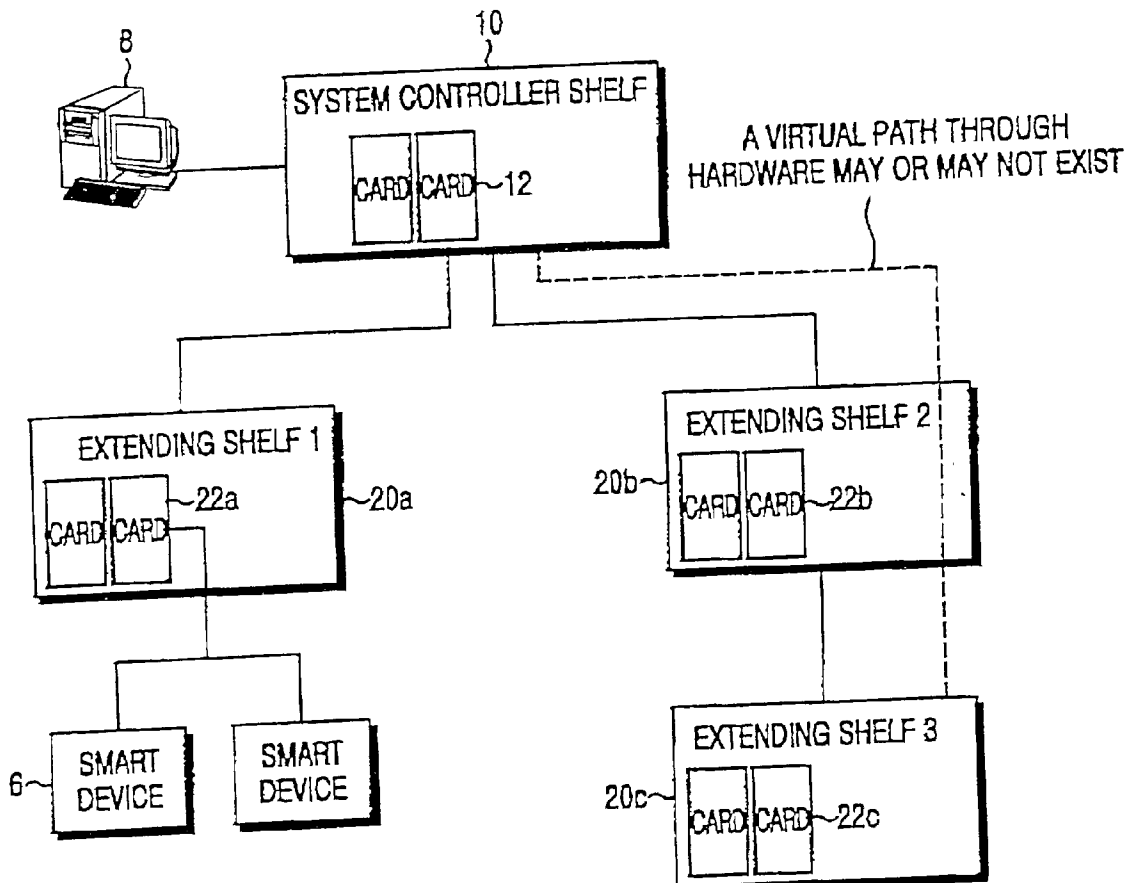 8
10
SYSTEM CONTROLLER SHELF
CARD CARD 12
A VIRTUAL PATH THROUGH
HARDWARE MAY OR MAY NOT EXIST
EXTENDING SHELF 1
22a
CARD CARD
20a
EXTENDING SHELF 2
20b
CARD CARD 22b
6
SMART
DEVICE
SMART
DEVICE
EXTENDING SHELF 3
20c
CARD CARD 22c